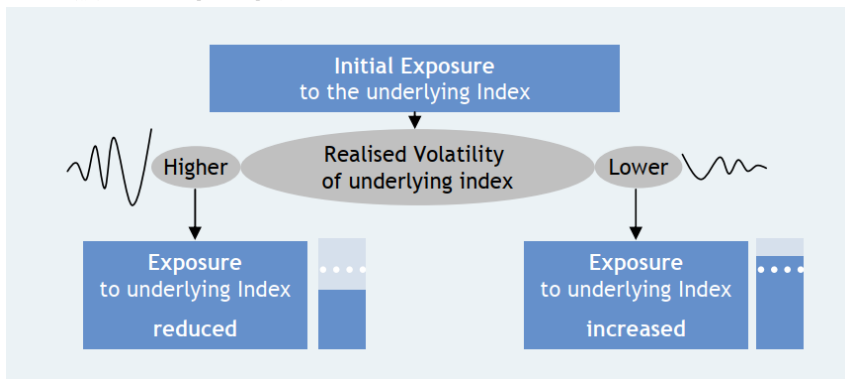 Initial Exposure
to the underlying Index
Higher
Realised Volatility
of underlying index
Lower
Exposure
to underlying Index
reduced
Exposure
to underlying Index
increased